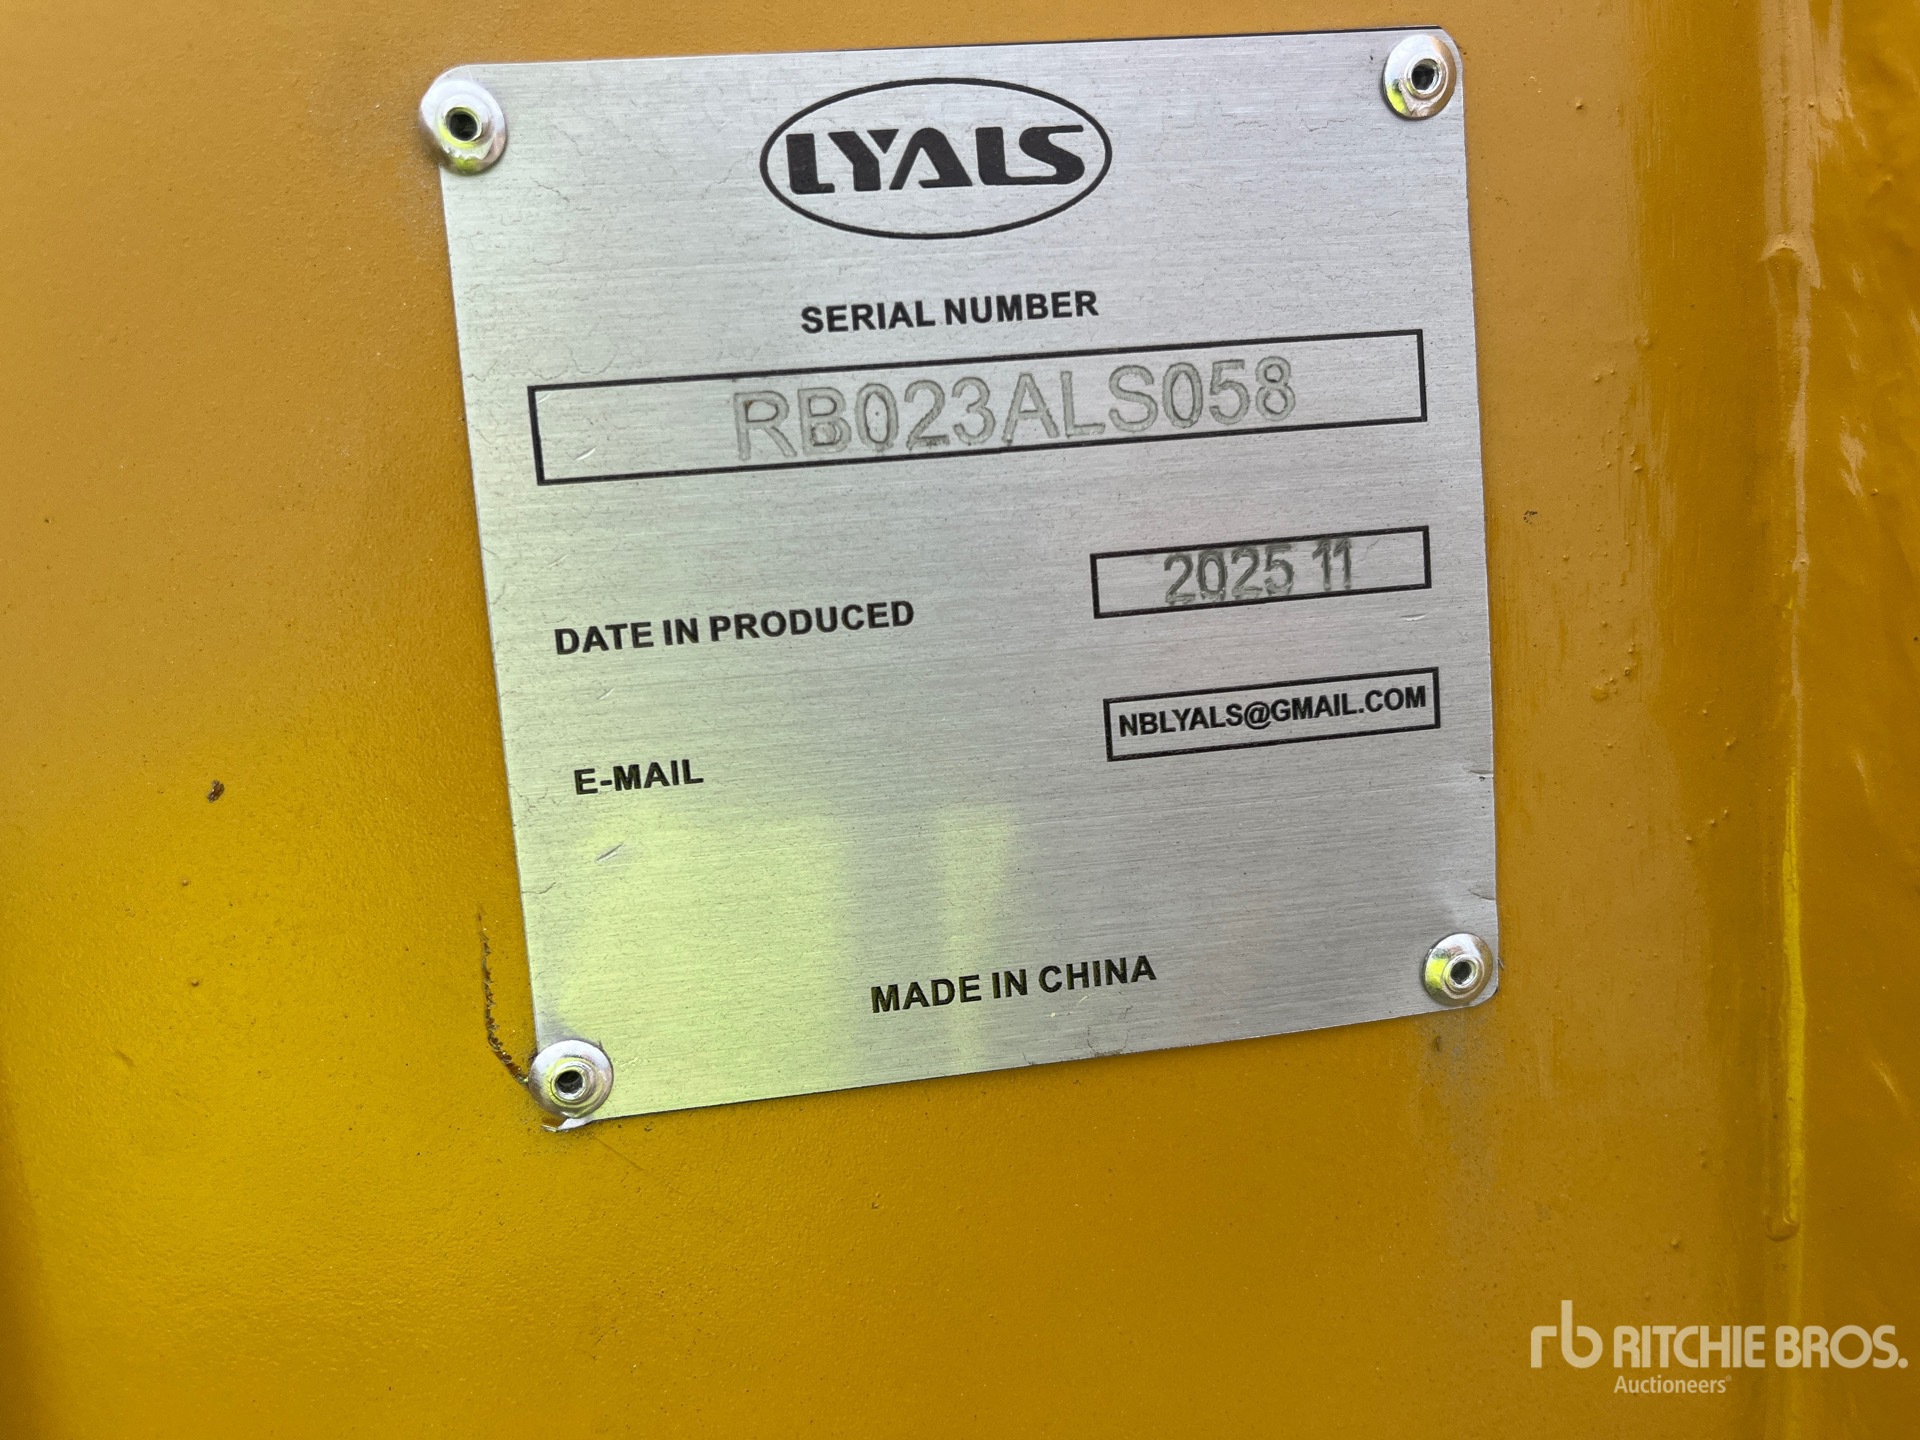 LYALS
SERIAL NUMBER
RB023ALS058
DATE IN PRODUCED
2025 11
E-MAIL
NBLYALS@GMAIL.COM
MADE IN CHINA
rb RITCHIE BROS.
Auctioneers